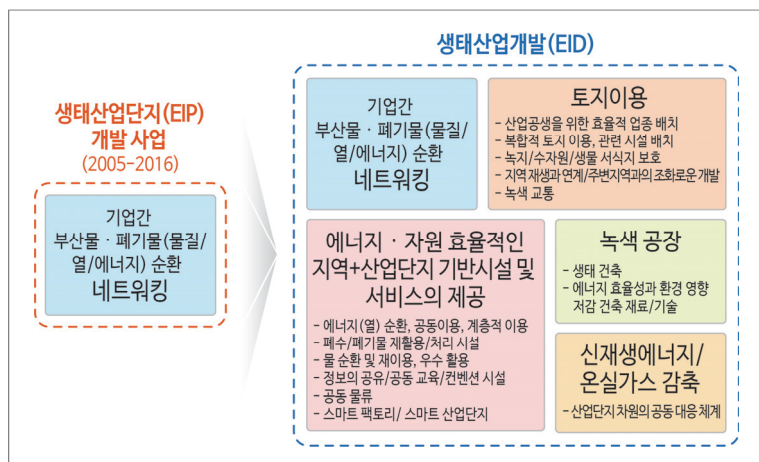 생태산업단지(EIP)
개발 사업
(2005-2016)
기업간
부산물 · 폐기물(물질/
열/에너지) 순환
네트워킹
생태산업개발(EID)
기업간
부산물 · 폐기물(물질/
열/에너지) 순환
네트워킹
토지이용
- 산업공생을 위한 효율적 업종 배치
- 복합적 토지 이용, 관련 시설 배치
- 녹지/수자원/생물 서식지 보호
- 지역 재생과 연계/주변지역과의 조화로운 개발
- 녹색 교통
에너지 · 자원 효율적인
지역+산업단지 기반시설 및
서비스의 제공
- 에너지(열) 순환, 공동이용, 계층적 이용
- 폐수/폐기물 재활용/처리 시설
- 물 순환 및 재이용, 우수 활용
- 정보의 공유/공동 교육/컨벤션 시설
- 공동 물류
- 스마트 팩토리/ 스마트 산업단지
녹색 공장
- 생태 건축
- 에너지 효율성과 환경 영향
저감 건축 재료/기술
신재생에너지/
온실가스 감축
- 산업단지 차원의 공동 대응 체계